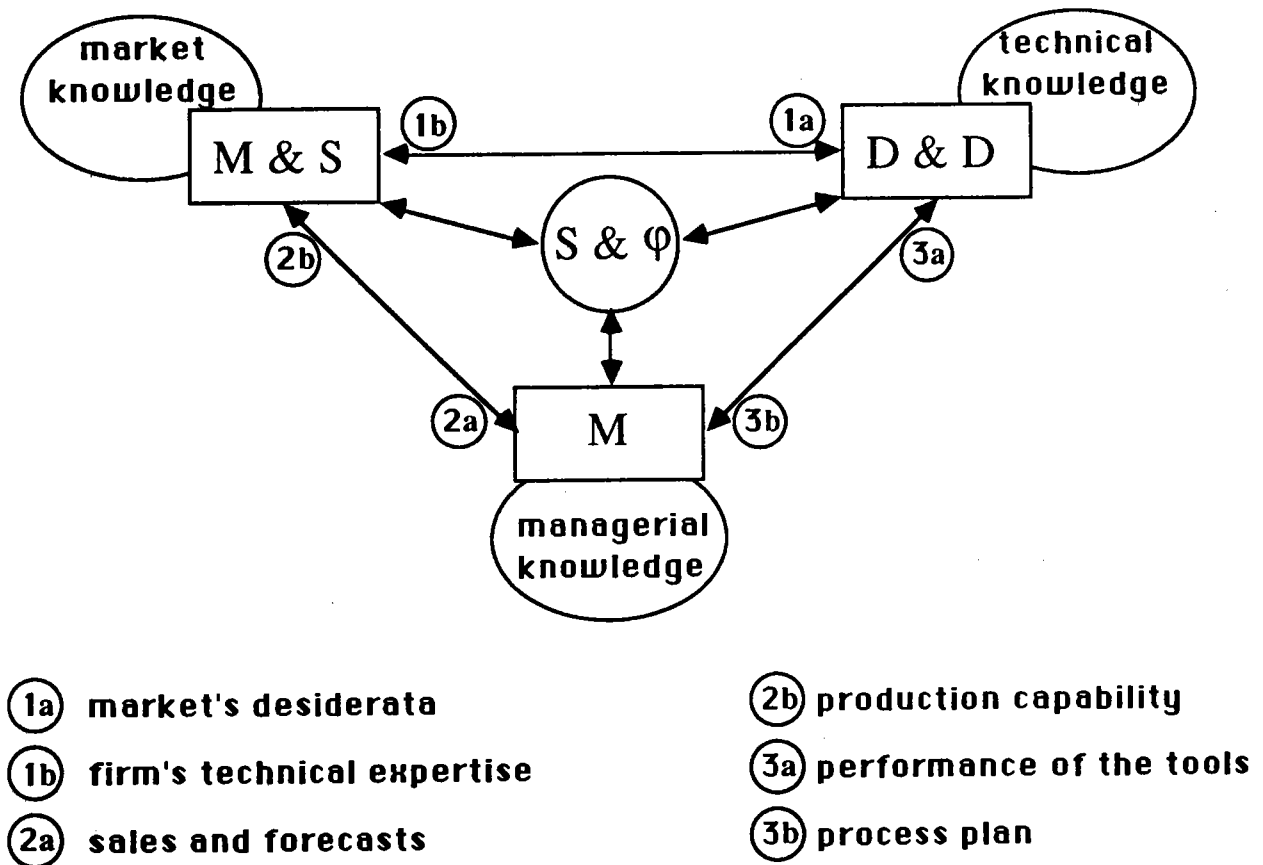 market
knowledge
technical
knowledge
1b
1a
M & S
D & D
S & φ
2b
3a
2a
M
3b
managerial
knowledge
1a market's desiderata
1b firm's technical expertise
2a sales and forecasts
2b production capability
3a performance of the tools
3b process plan